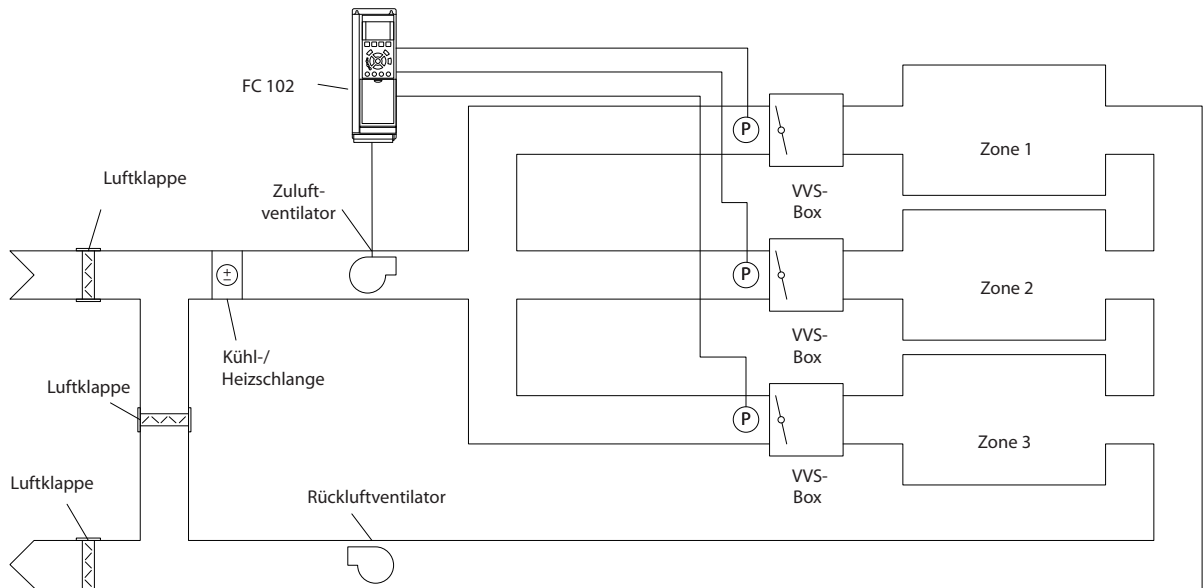 FC 102
P
Zone 1
Luftklappe
Zuluft-
ventilator
VVS-
Box
P
Zone 2
Kühl-/
Heizschlange
VVS-
Box
Luftklappe
P
Zone 3
Luftklappe
Rückluftventilator
VVS-
Box